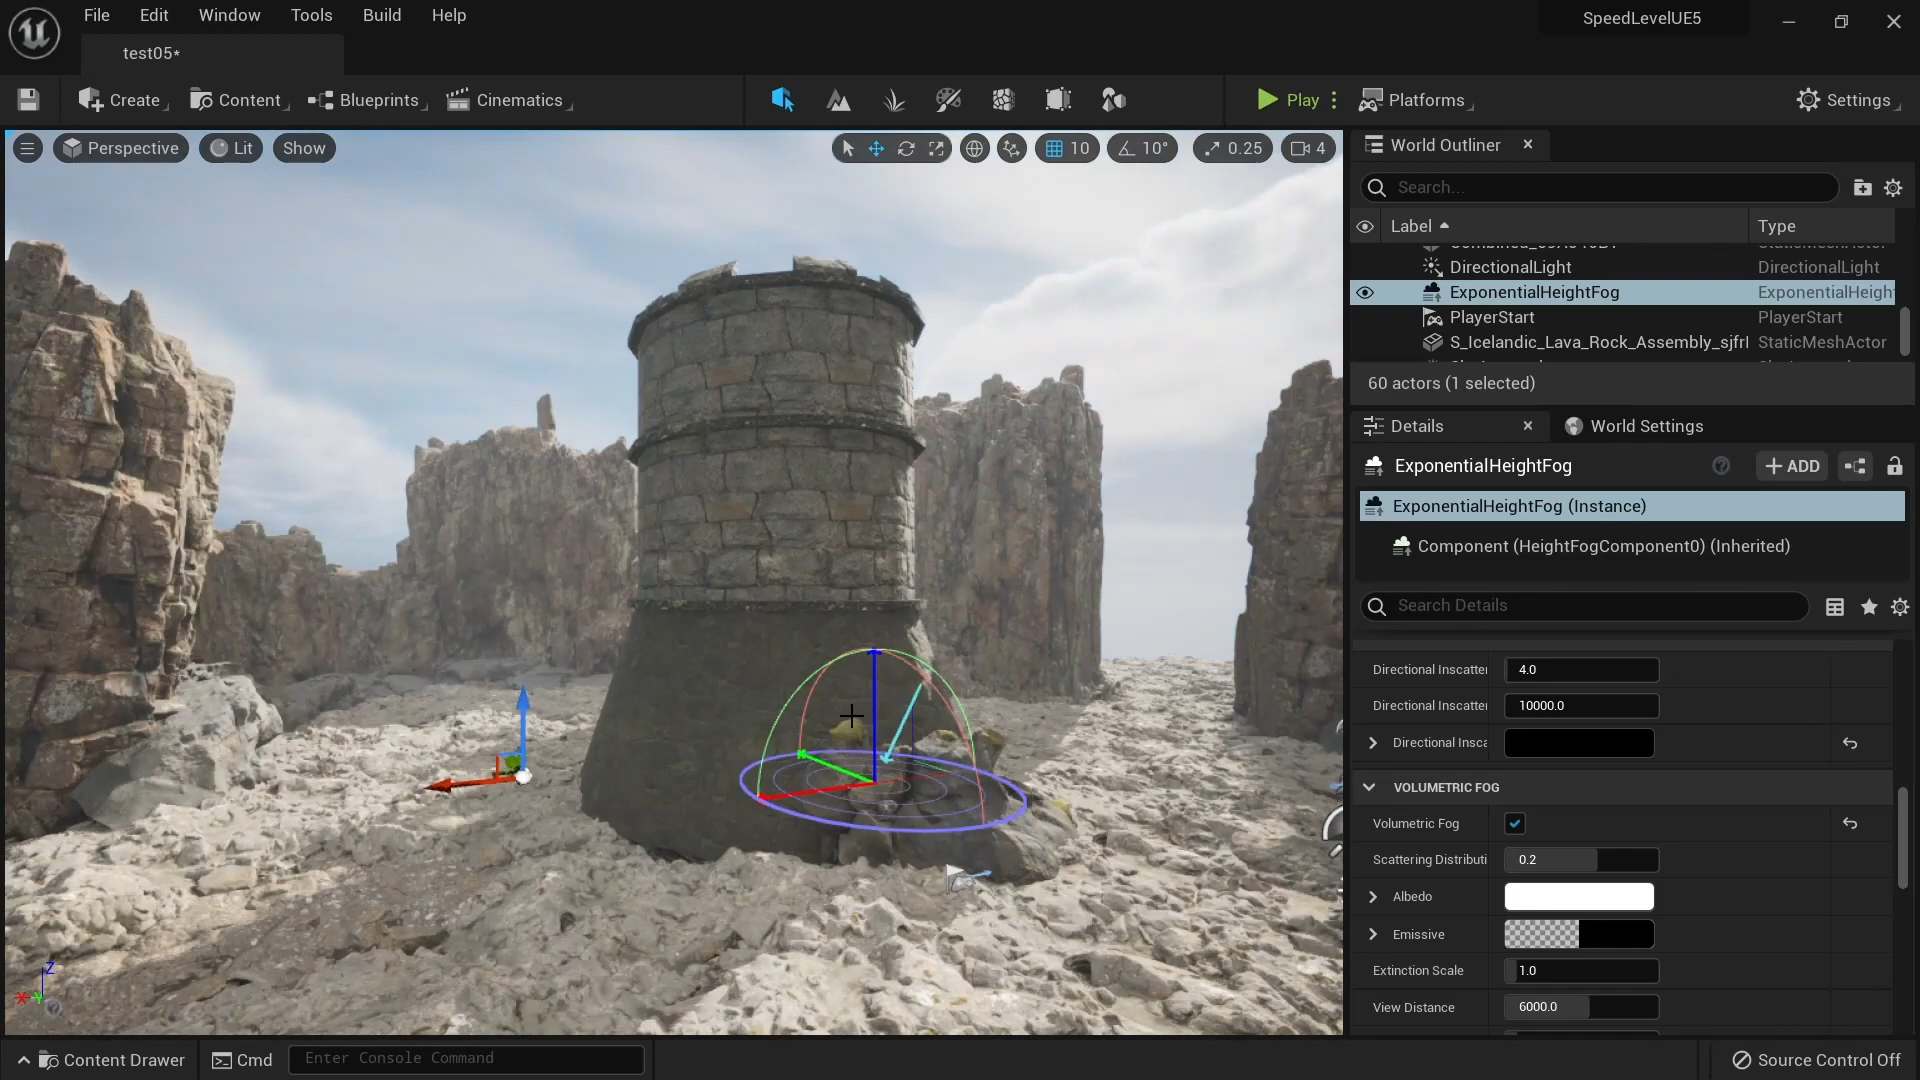 File Edit Window Tools Build Help
SpeedLevelUE5
test05*
Create Content Blueprints Cinematics Play Platforms Settings
Perspective Lit Show 10 10° 0.25 4
World Outliner
Search...
Label Type
DirectionalLight DirectionalLight
ExponentialHeightFog ExponentialHeigh
PlayerStart PlayerStart
S_Icelandic_Lava_Rock_Assembly_sjfrl StaticMeshActor
60 actors (1 selected)
Details World Settings
ExponentialHeightFog + ADD
ExponentialHeightFog (Instance)
Component (HeightFogComponent0) (Inherited)
Search Details
Directional Inscatter 4.0
Directional Inscatter 10000.0
Directional Insca
VOLUMETRIC FOG
Volumetric Fog
Scattering Distributi 0.2
Albedo
Emissive
Extinction Scale 1.0
View Distance 6000.0
Z
X Y
Content Drawer Cmd Enter Console Command Source Control Off